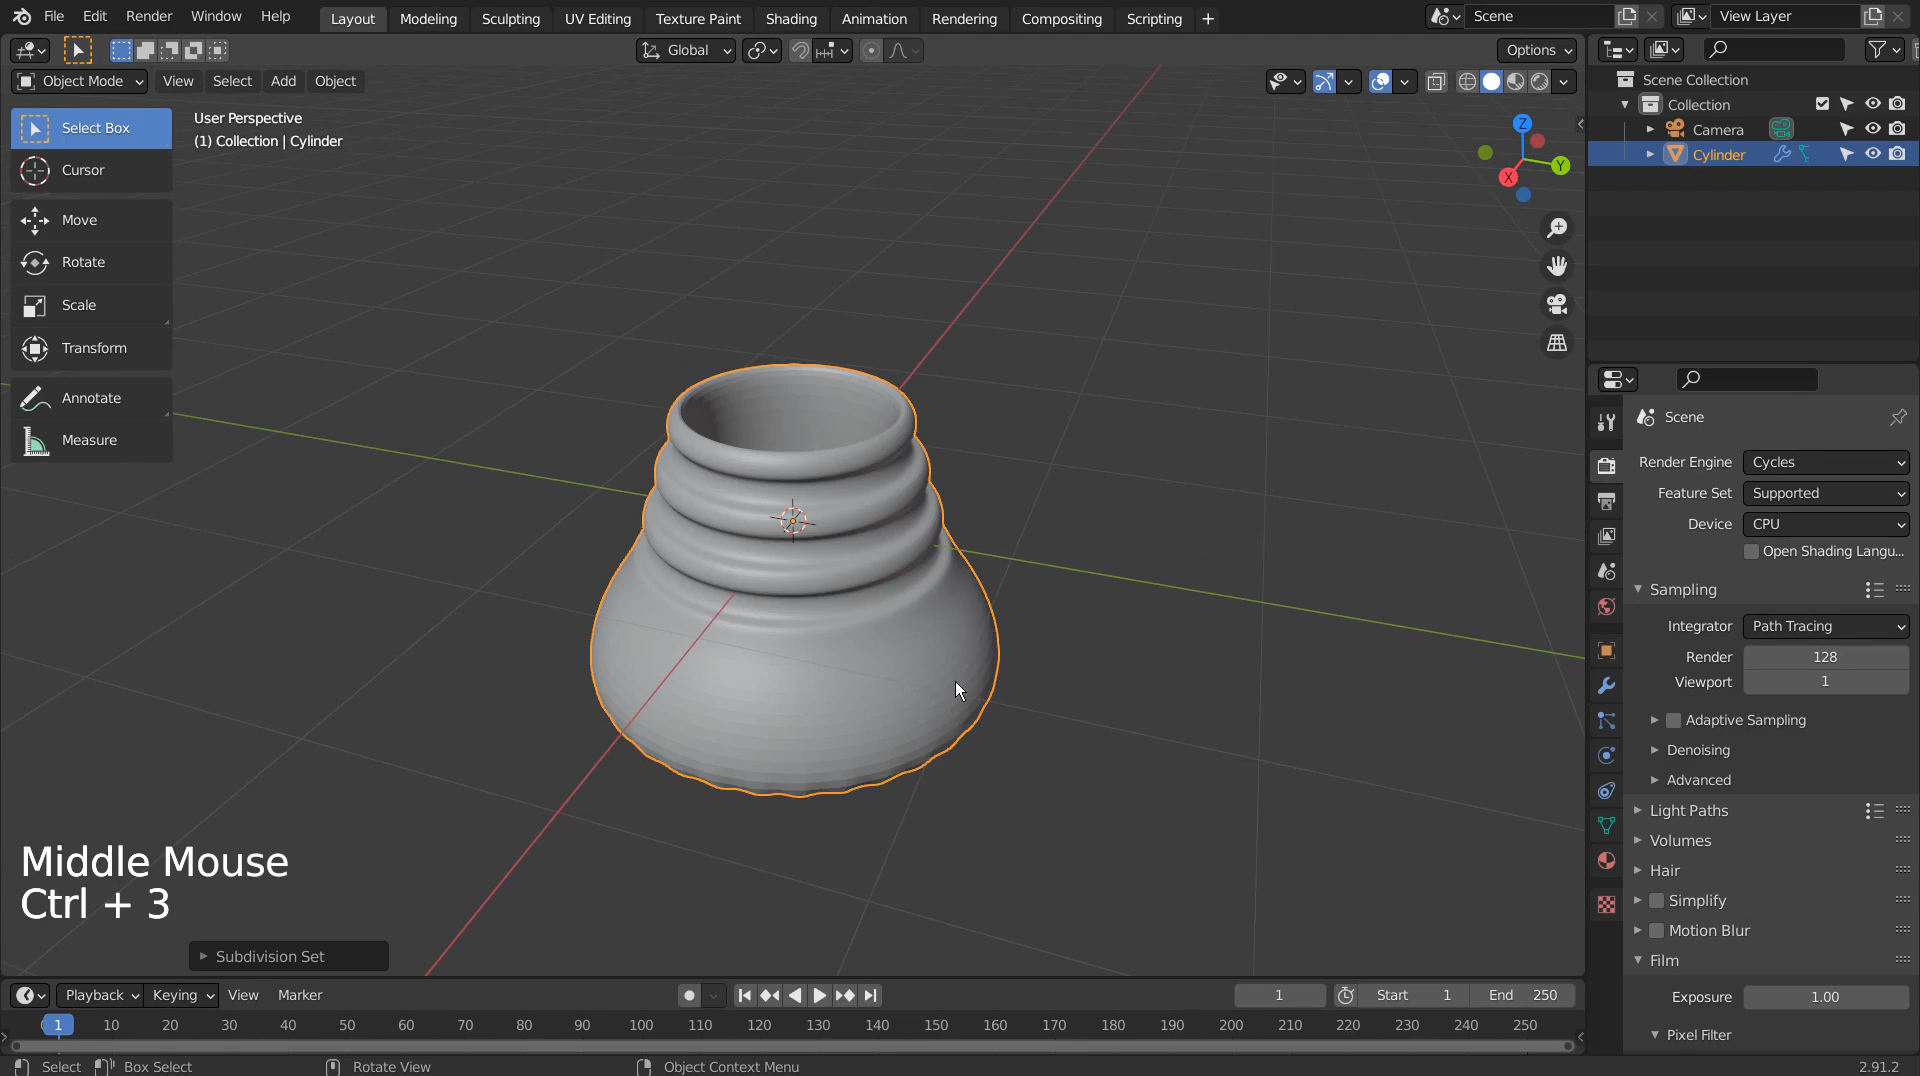 File Edit Render Window Help Layout Modeling Sculpting UV Editing Texture Paint Shading Animation Rendering Compositing Scripting + Scene View Layer
Global Options
Object Mode View Select Add Object
Select Box
Cursor
Move
Rotate
Scale
Transform
Annotate
Measure
User Perspective
(1) Collection | Cylinder
Z
Y
X
Middle Mouse
Ctrl + 3
Subdivision Set
Scene Collection
Collection
Camera
Cylinder
Scene
Render Engine Cycles
Feature Set Supported
Device CPU
Open Shading Langu...
Sampling
Integrator Path Tracing
Render 128
Viewport 1
Adaptive Sampling
Denoising
Advanced
Light Paths
Volumes
Hair
Simplify
Motion Blur
Film
Exposure 1.00
Pixel Filter
Playback Keying View Marker 1 Start 1 End 250
1 10 20 30 40 50 60 70 80 90 100 110 120 130 140 150 160 170 180 190 200 210 220 230 240 250
Select Box Select Rotate View Object Context Menu 2.91.2